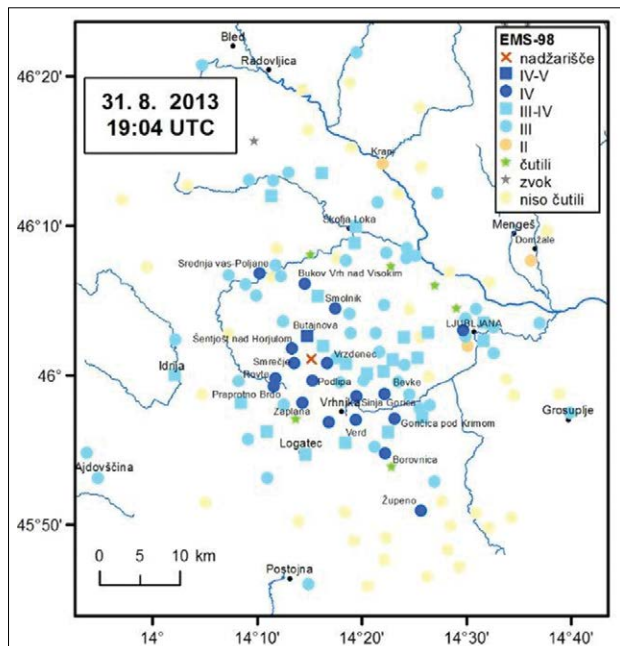 Bled
Radovljica
46°20'
31. 8. 2013
19:04 UTC
EMS-98
nadžarišče
IV-V
IV
III-IV
III
II
čutili
zvok
niso čutili
Kranj
46°10'
Škofja Loka
Mengeš
Domžale
Srednja vas-Poljane
Bukov Vrh nad Visokim
Smolnik
LJUBLJANA
Butajnova
Šentjošt nad Horjulom
Idrija
Smrečje
Vrzdenec
46°
Rovte
Podlipa
Praprotno Brdo
Bevke
Sinja Gorica
Zaplana
Vrhnika
Grosuplje
Goričica pod Krimom
Verd
Logatec
Ajdovščina
Borovnica
45°50'
Župeno
0 5 10 km
Postojna
14° 14°10' 14°20' 14°30' 14°40'